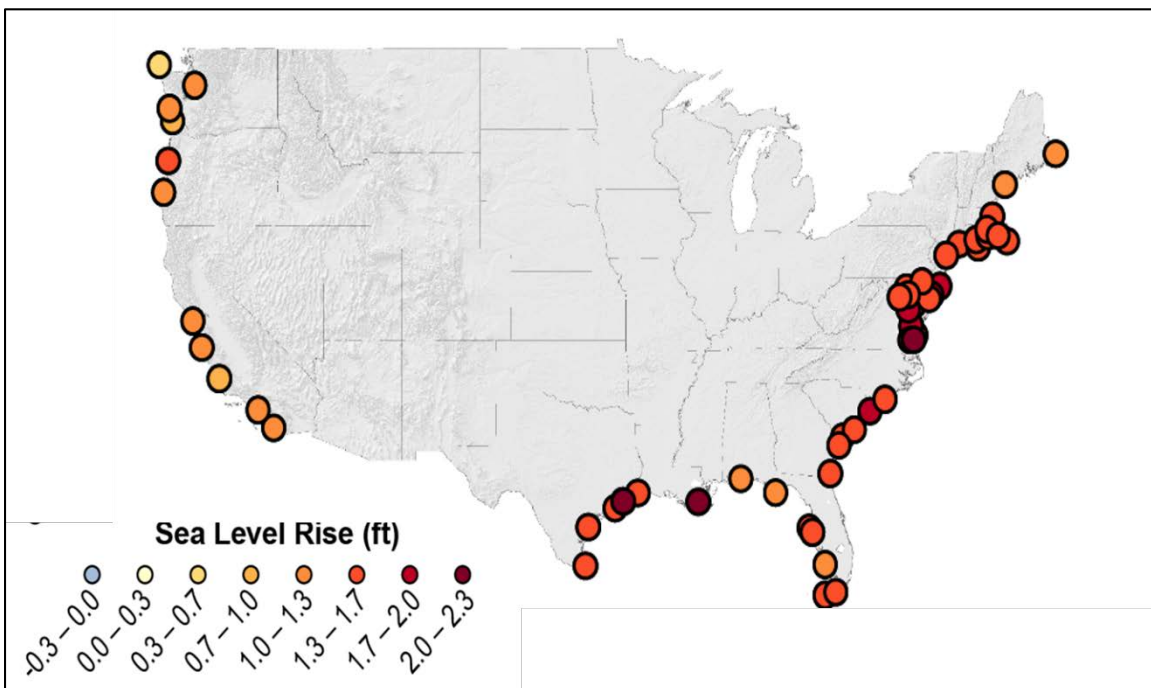 Sea Level Rise (ft)
-0.3 – 0.0
0.0 – 0.3
0.3 – 0.7
0.7 – 1.0
1.0 – 1.3
1.3 – 1.7
1.7 – 2.0
2.0 – 2.3